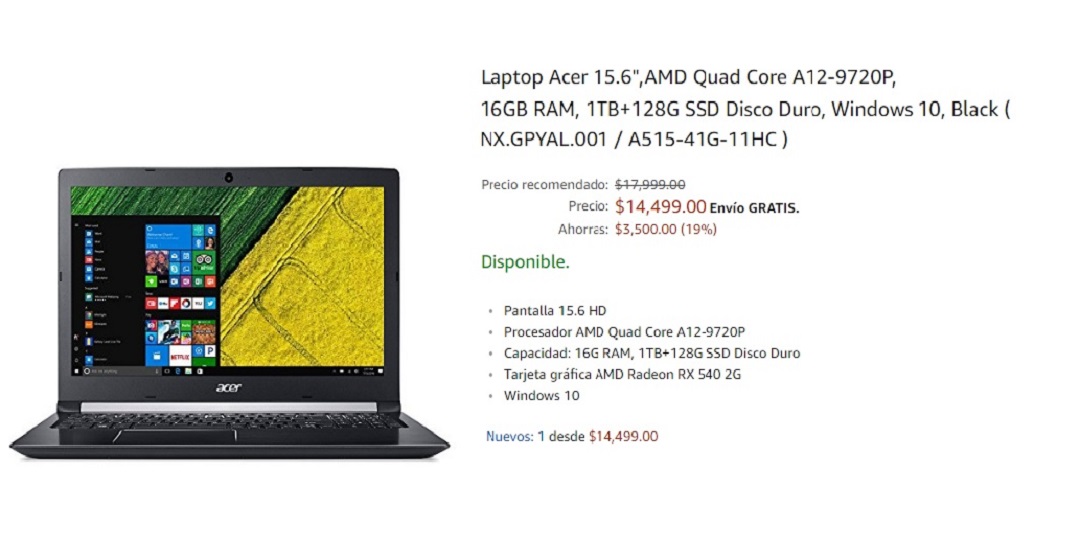 Laptop Acer 15.6",AMD Quad Core A12-9720P,
16GB RAM, 1TB+128G SSD Disco Duro, Windows 10, Black (
NX.GPYAL.001 / A515-41G-11HC )
Precio recomendado: $17,999.00
Precio: $14,499.00 Envío GRATIS.
Ahorras: $3,500.00 (19%)
Disponible.
• Pantalla 15.6 HD
• Procesador AMD Quad Core A12-9720P
• Capacidad: 16G RAM, 1TB+128G SSD Disco Duro
• Tarjeta gráfica AMD Radeon RX 540 2G
• Windows 10
Nuevos: 1 desde $14,499.00
NETFLIX
acer